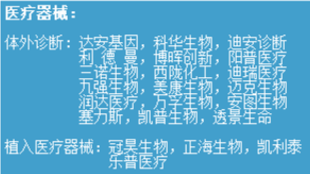 医疗器械：
体外诊断：达安基因，科华生物，迪安诊断
利 德 曼，博晖创新，阳普医疗
三诺生物，西陇化工，迪瑞医疗
九强生物，美康生物，迈克生物
润达医疗，万孚生物，安图生物
塞力斯，凯普生物，透景生命
植入医疗器械：冠昊生物，正海生物，凯利泰
乐普医疗